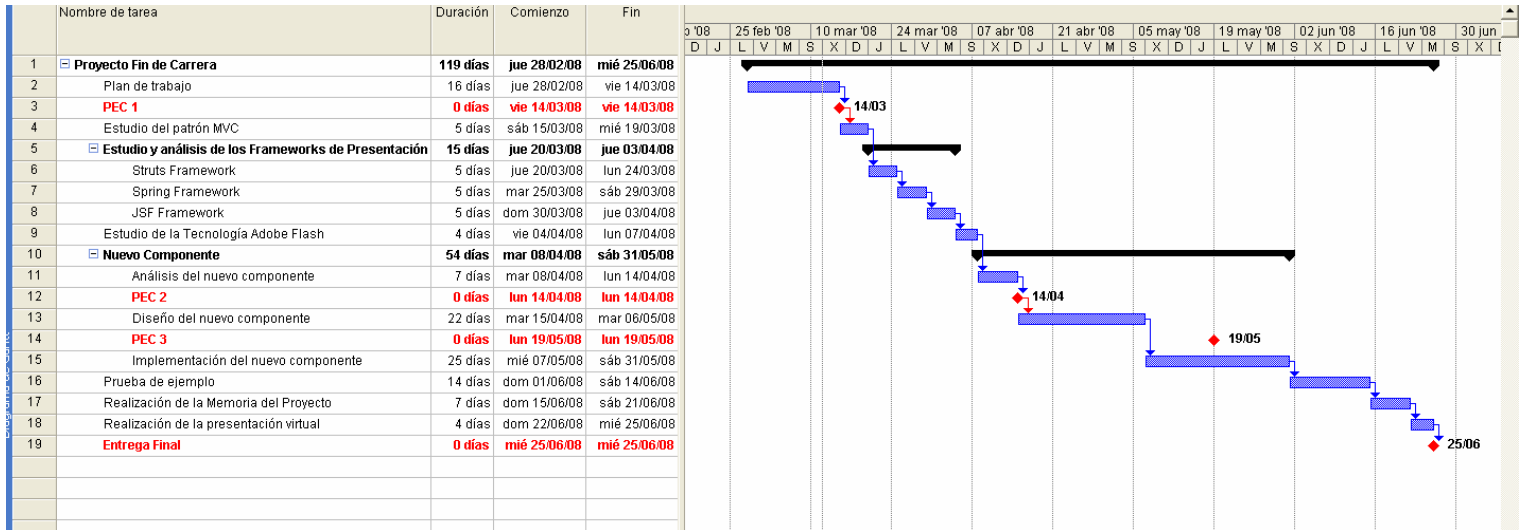 Nombre de tarea Duración Comienzo Fin
'08 25 feb '08 10 mar '08 24 mar '08 07 abr '08 21 abr '08 05 may '08 19 may '08 02 jun '08 16 jun '08 30 jun
D J L V M S X D J L V M S X D J L V M S X D J L V M S X D J L V M S X
1 Proyecto Fin de Carrera 119 días jue 28/02/08 mié 25/06/08
2 Plan de trabajo 16 días jue 28/02/08 vie 14/03/08
3 PEC 1 0 días vie 14/03/08 vie 14/03/08 14/03
4 Estudio del patrón MVC 5 días sáb 15/03/08 mié 19/03/08
5 Estudio y análisis de los Frameworks de Presentación 15 días jue 20/03/08 jue 03/04/08
6 Struts Framework 5 días jue 20/03/08 lun 24/03/08
7 Spring Framework 5 días mar 25/03/08 sáb 29/03/08
8 JSF Framework 5 días dom 30/03/08 jue 03/04/08
9 Estudio de la Tecnología Adobe Flash 4 días vie 04/04/08 lun 07/04/08
10 Nuevo Componente 54 días mar 08/04/08 sáb 31/05/08
11 Análisis del nuevo componente 7 días mar 08/04/08 lun 14/04/08
12 PEC 2 0 días lun 14/04/08 lun 14/04/08 14/04
13 Diseño del nuevo componente 22 días mar 15/04/08 mar 06/05/08
14 PEC 3 0 días lun 19/05/08 lun 19/05/08 19/05
15 Implementación del nuevo componente 25 días mié 07/05/08 sáb 31/05/08
16 Prueba de ejemplo 14 días dom 01/06/08 sáb 14/06/08
17 Realización de la Memoria del Proyecto 7 días dom 15/06/08 sáb 21/06/08
18 Realización de la presentación virtual 4 días dom 22/06/08 mié 25/06/08
19 Entrega Final 0 días mié 25/06/08 mié 25/06/08 25/06